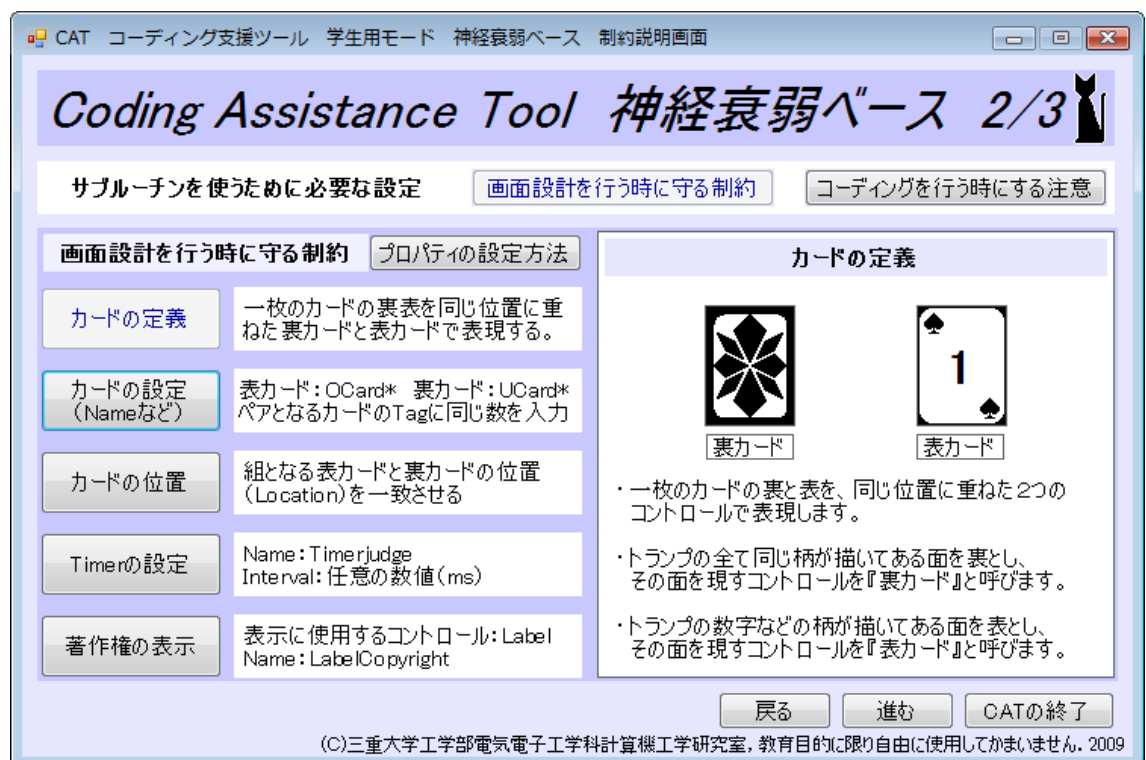 CAT コーディング支援ツール 学生用モード 神経衰弱ベース 制約説明画面
Coding Assistance Tool 神経衰弱ベース 2/3
サブルーチンを使うために必要な設定
画面設計を行う時に守る制約
コーディングを行う時にする注意
画面設計を行う時に守る制約
プロパティの設定方法
カードの定義
一枚のカードの裏表を同じ位置に重
ねた裏カードと表カードで表現する。
カードの設定
(Nameなど)
表カード:OCard* 裏カード:UCard*
ペアとなるカードのTagに同じ数を入力
カードの位置
組となる表カードと裏カードの位置
(Location)を一致させる
Timerの設定
Name:Timerjudge
Interval:任意の数値(ms)
著作権の表示
表示に使用するコントロール:Label
Name:LabelCopyright
カードの定義
1
裏カード
表カード
・一枚のカードの裏と表を、同じ位置に重ねた2つの
コントロールで表現します。
・トランプの全て同じ柄が描いてある面を裏とし、
その面を現すコントロールを『裏カード』と呼びます。
・トランプの数字などの柄が描いてある面を表とし、
その面を現すコントロールを『表カード』と呼びます。
戻る
進む
CATの終了
(C)三重大学工学部電気電子工学科計算機工学研究室,教育目的に限り自由に使用してかまいません. 2009